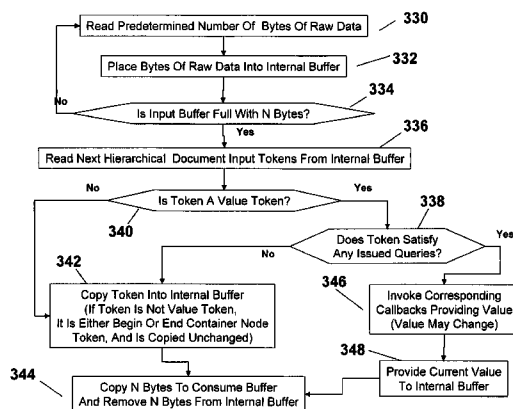 Read Predetermined Number Of Bytes Of Raw Data
330
Place Bytes Of Raw Data Into Internal Buffer
332
334
No
Is Input Buffer Full With N Bytes?
Yes
336
Read Next Hierarchical Document Input Tokens From Internal Buffer
No
Is Token A Value Token?
Yes
340
338
Does Token Satisfy
Any Issued Queries?
Yes
No
342
Copy Token Into Internal Buffer
(If Token Is Not Value Token,
It Is Either Begin Or End Container Node
Token, And Is Copied Unchanged)
346
Invoke Corresponding
Callbacks Providing Value
(Value May Change)
348
Provide Current Value
To Internal Buffer
344
Copy N Bytes To Consume Buffer
And Remove N Bytes From Internal Buffer